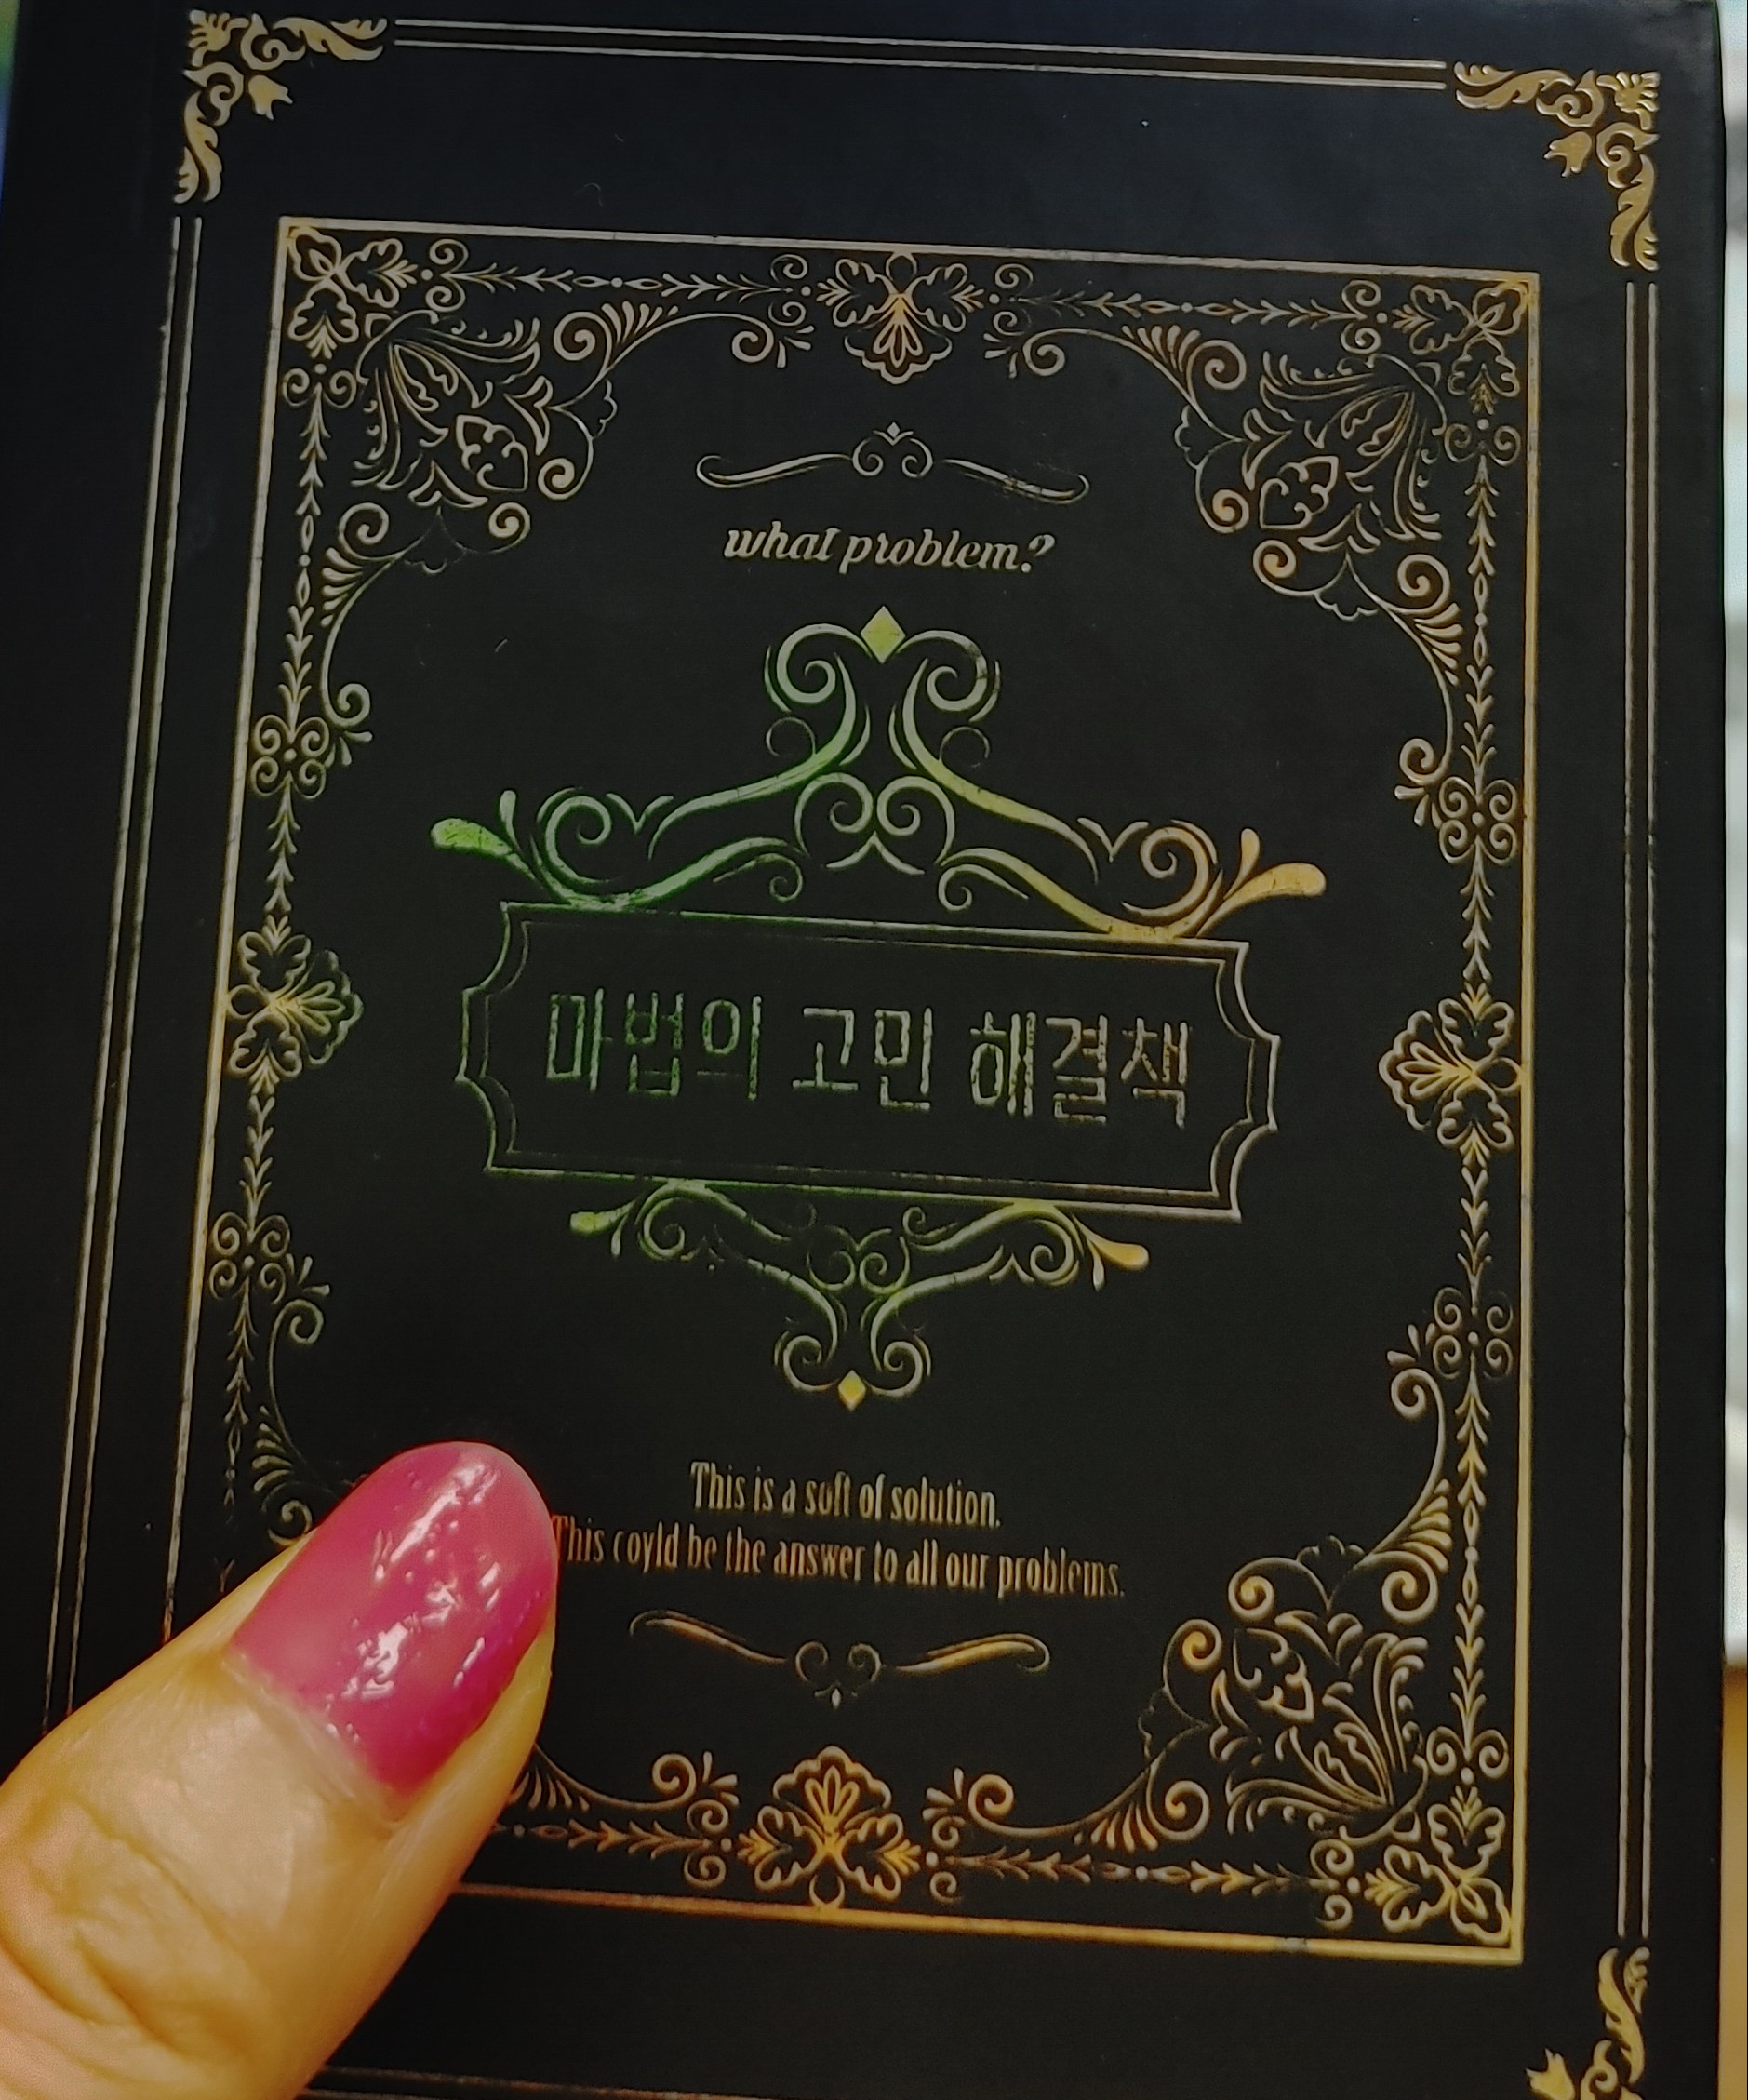 what problem?
마법의 고민 해결책
This is a soft of solution.
This coyld be the answer to all our problems.